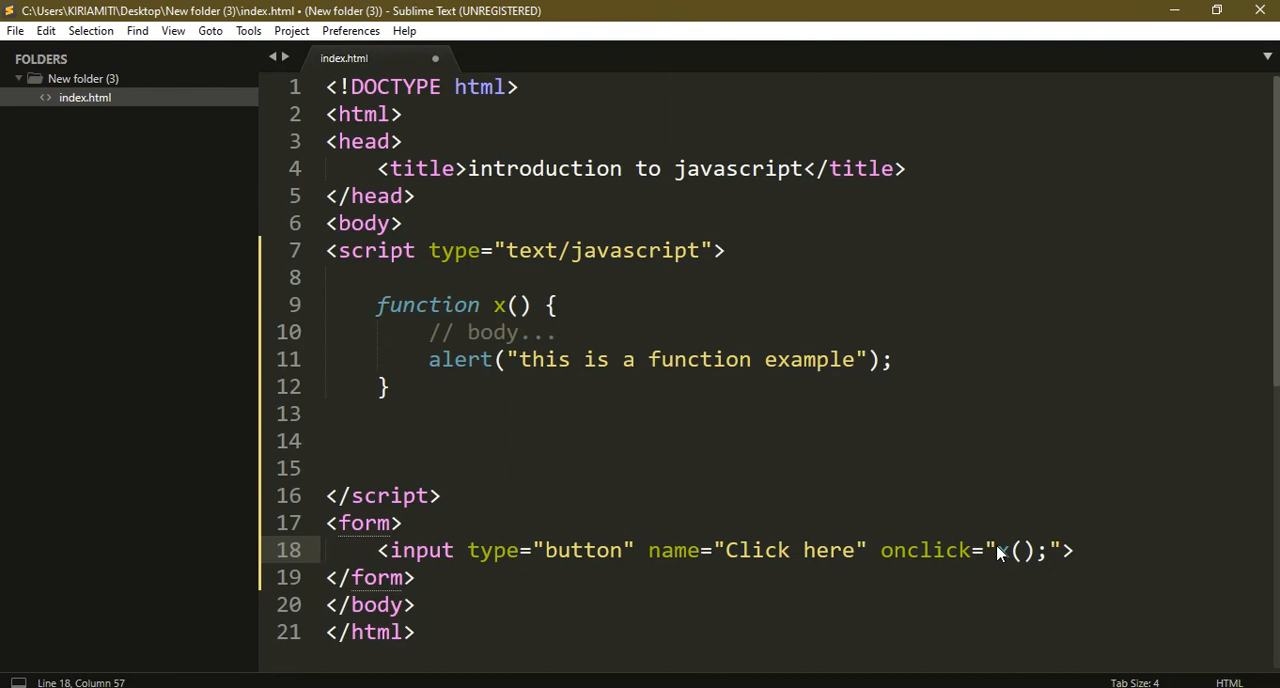 C:\Users\KIRIAMITI\Desktop\New folder (3)\index.html • (New folder (3)) - Sublime Text (UNREGISTERED)
File Edit Selection Find View Goto Tools Project Preferences Help
FOLDERS
New folder (3)
<> index.html
index.html
1 <!DOCTYPE html>
2 <html>
3 <head>
4 <title>introduction to javascript</title>
5 </head>
6 <body>
7 <script type="text/javascript">
8
9 function x() {
10 // body...
11 alert("this is a function example");
12 }
13
14
15
16 </script>
17 <form>
18 <input type="button" name="Click here" onclick="x();">
19 </form>
20 </body>
21 </html>
Line 18, Column 57
Tab Size: 4
HTML